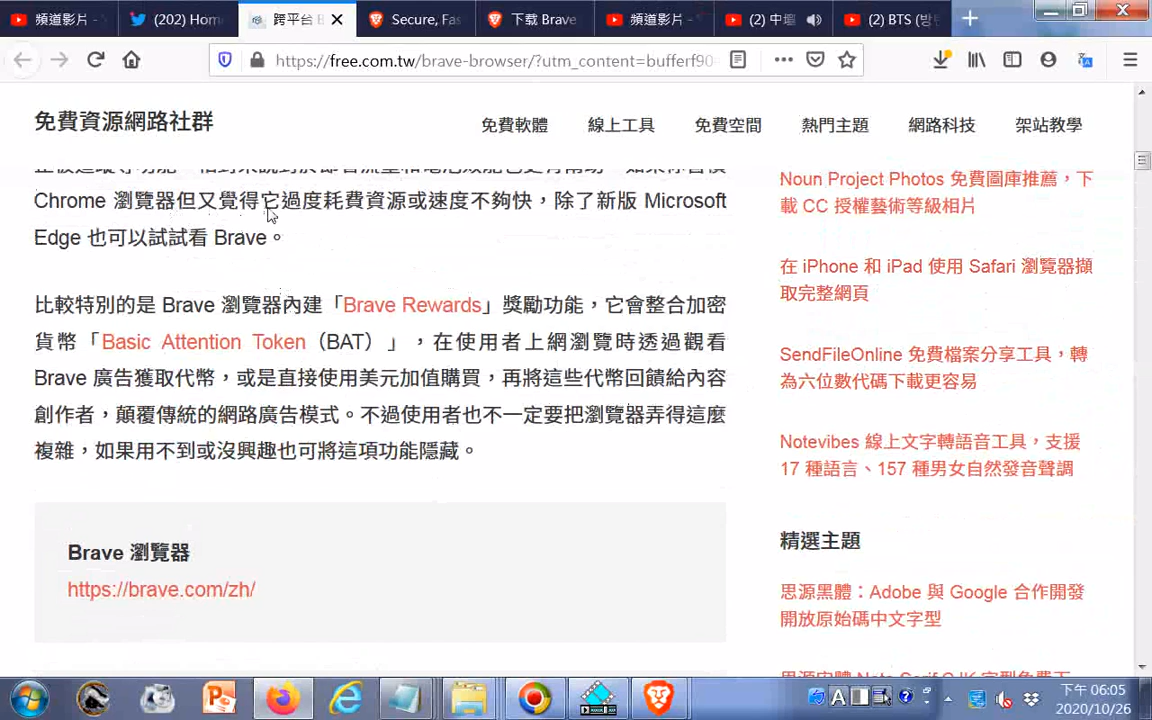 頻道影片 -
(202) Hom
跨平台 B
Secure, Fas
下載 Brave
頻道影片 -
(2) 中壢
(2) BTS (방탄
https://free.com.tw/brave-browser/?utm_content=bufferf90
免費資源網路社群
免費軟體
線上工具
免費空間
熱門主題
網路科技
架站教學
Chrome 瀏覽器但又覺得它過度耗費資源或速度不夠快，除了新版 Microsoft
Edge 也可以試試看 Brave。
比較特別的是 Brave 瀏覽器內建「Brave Rewards」獎勵功能，它會整合加密
貨幣「Basic Attention Token（BAT）」，在使用者上網瀏覽時透過觀看
Brave 廣告獲取代幣，或是直接使用美元加值購買，再將這些代幣回饋給內容
創作者，顛覆傳統的網路廣告模式。不過使用者也不一定要把瀏覽器弄得這麼
複雜，如果用不到或沒興趣也可將這項功能隱藏。
Brave 瀏覽器
https://brave.com/zh/
Noun Project Photos 免費圖庫推薦，下
載 CC 授權藝術等級相片
在 iPhone 和 iPad 使用 Safari 瀏覽器擷
取完整網頁
SendFileOnline 免費檔案分享工具，轉
為六位數代碼下載更容易
Notevibes 線上文字轉語音工具，支援
17 種語言、157 種男女自然發音聲調
精選主題
思源黑體：Adobe 與 Google 合作開發
開放原始碼中文字型
下午 06:05
2020/10/26